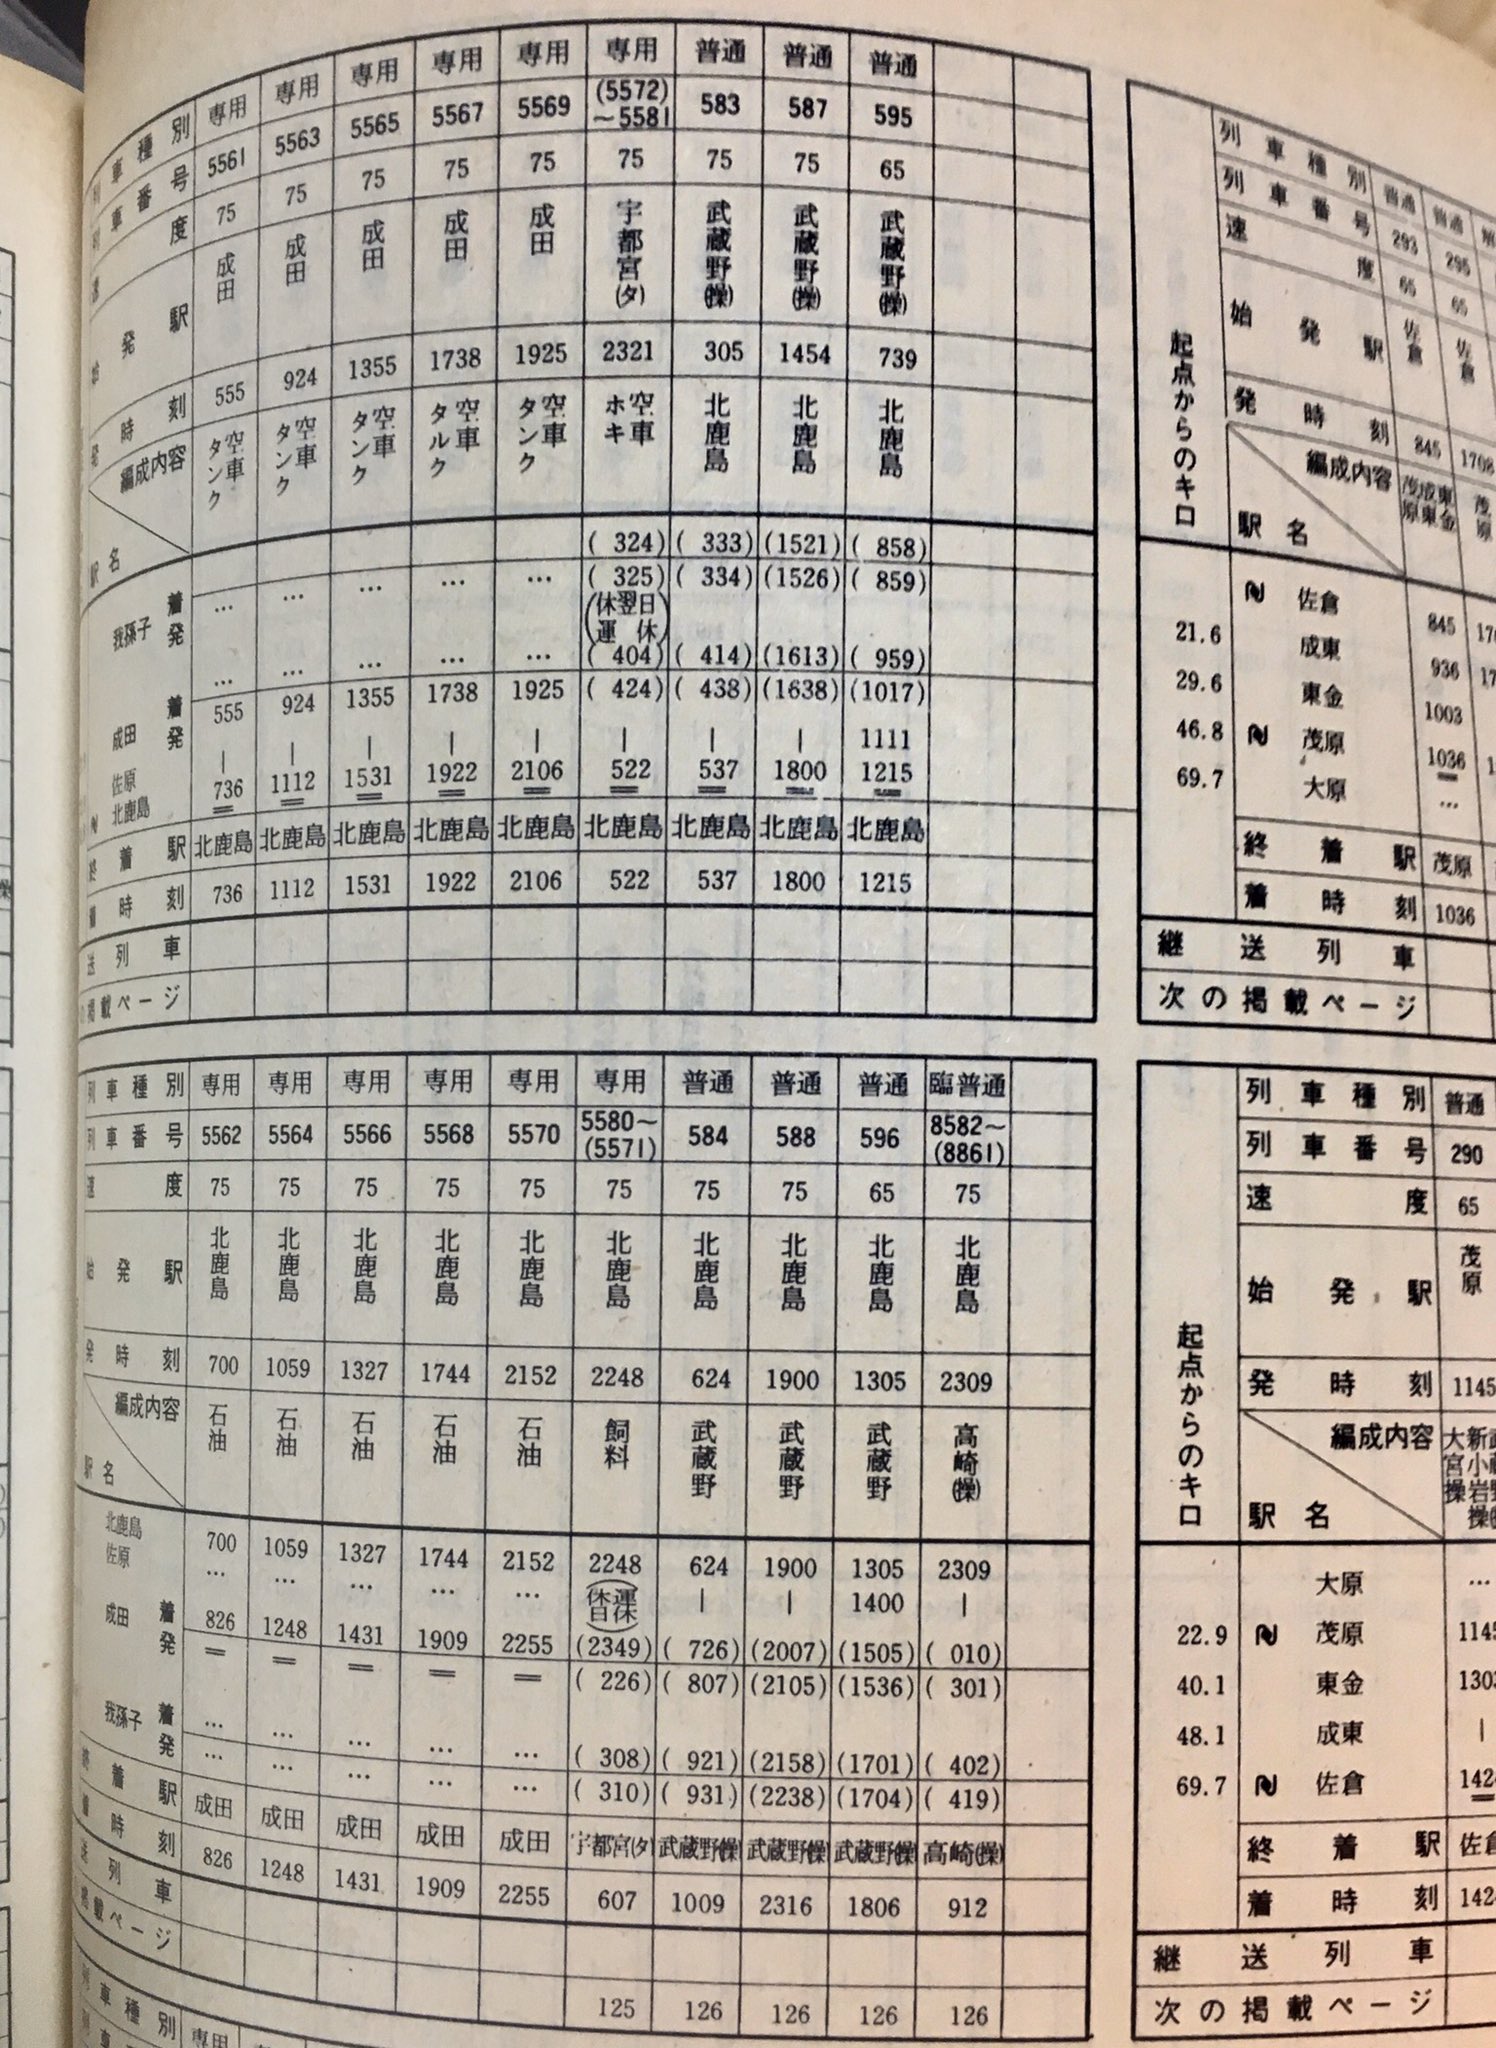 列車種別 専用 専用 専用 専用 専用 専用 普通 普通 普通
列車番号 5561 5563 5565 5567 5569 (5572)～5581 583 587 595
度 75 75 75 75 75 75 75 75 65
発駅 成田 成田 成田 成田 成田 宇都宮(タ) 武蔵野(操) 武蔵野(操) 武蔵野(操)
発時刻 555 924 1355 1738 1925 2321 305 1454 739
編成内容 空車タンク 空車タンク 空車タンク 空車タルク 空車タンク 空車ホキ 北鹿島 北鹿島 北鹿島
駅名
我孫子 着 … … … … … (324) (333) (1521) (858)
発 (325) (334) (1526) (859)
(休翌日運休)
成田 着 … … … … … (404) (414) (1613) (959)
発 555 924 1355 1738 1925 (424) (438) (1638) (1017)
佐原 | | | | | | | | 1111
北鹿島 736 1112 1531 1922 2106 522 537 1800 1215
終着駅 北鹿島 北鹿島 北鹿島 北鹿島 北鹿島 北鹿島 北鹿島 北鹿島 北鹿島
着時刻 736 1112 1531 1922 2106 522 537 1800 1215
送列車
の掲載ページ
列車種別 専用 専用 専用 専用 専用 専用 普通 普通 普通 臨普通
列車番号 5562 5564 5566 5568 5570 5580～(5571) 584 588 596 8582～(8861)
速度 75 75 75 75 75 75 75 75 65 75
始発駅 北鹿島 北鹿島 北鹿島 北鹿島 北鹿島 北鹿島 北鹿島 北鹿島 北鹿島 北鹿島
発時刻 700 1059 1327 1744 2152 2248 624 1900 1305 2309
編成内容 石油 石油 石油 石油 石油 飼料 武蔵野 武蔵野 武蔵野 高崎(操)
駅名
北鹿島 700 1059 1327 1744 2152 2248 624 1900 1305 2309
佐原 … … … … … (休日運休) | | 1400 |
成田 着 826 1248 1431 1909 2255 (2349) (726) (2007) (1505) (010)
発 = = = = = (226) (807) (2105) (1536) (301)
我孫子 着 … … … … … (308) (921) (2158) (1701) (402)
発 … … … … … (310) (931) (2238) (1704) (419)
終着駅 成田 成田 成田 成田 成田 宇都宮(タ) 武蔵野(操) 武蔵野(操) 武蔵野(操) 高崎(操)
着時刻 826 1248 1431 1909 2255 607 1009 2316 1806 912
送列車
掲載ページ 125 126 126 126 126
列車種別 専用
起点からのキロ
列車種別 普通 普通
列車番号 293 295
速度 65 65
始発駅 佐倉 佐倉
発時刻 845 1708
編成内容 東金成東茂原 茂原
駅名
佐倉 845
21.6 成東 936
29.6 東金 1003
46.8 茂原 1036
69.7 大原 …
終着駅 茂原
着時刻 1036
継送列車
次の掲載ページ
起点からのキロ
列車種別 普通
列車番号 290
速度 65
始発駅 茂原
発時刻 1145
編成内容
駅名
大原 …
22.9 茂原 1145
40.1 東金 1303
48.1 成東 |
69.7 佐倉 1424
終着駅 佐倉
着時刻 1424
継送列車
次の掲載ページ